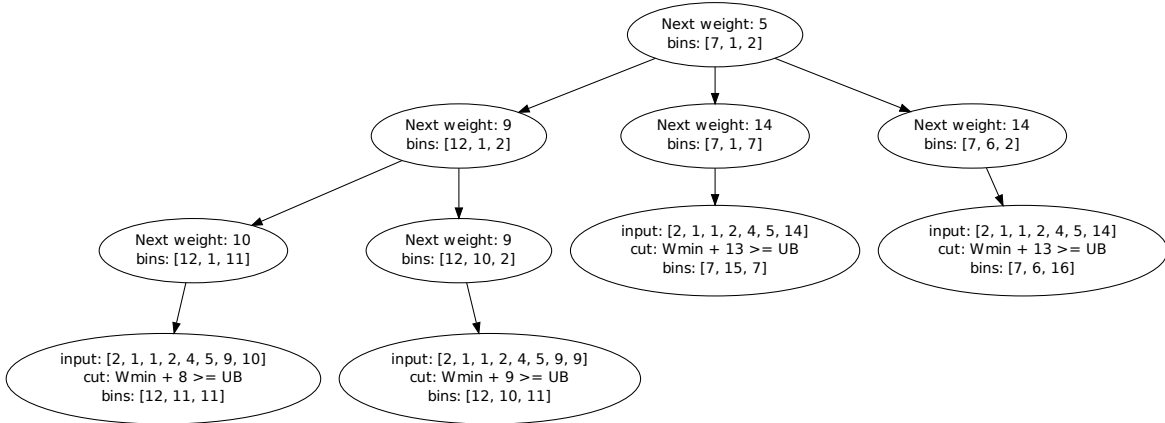 Next weight: 5
bins: [7, 1, 2]
Next weight: 9
bins: [12, 1, 2]
Next weight: 14
bins: [7, 1, 7]
Next weight: 14
bins: [7, 6, 2]
Next weight: 10
bins: [12, 1, 11]
Next weight: 9
bins: [12, 10, 2]
input: [2, 1, 1, 2, 4, 5, 14]
cut: Wmin + 13 >= UB
bins: [7, 15, 7]
input: [2, 1, 1, 2, 4, 5, 14]
cut: Wmin + 13 >= UB
bins: [7, 6, 16]
input: [2, 1, 1, 2, 4, 5, 9, 10]
cut: Wmin + 8 >= UB
bins: [12, 11, 11]
input: [2, 1, 1, 2, 4, 5, 9, 9]
cut: Wmin + 9 >= UB
bins: [12, 10, 11]